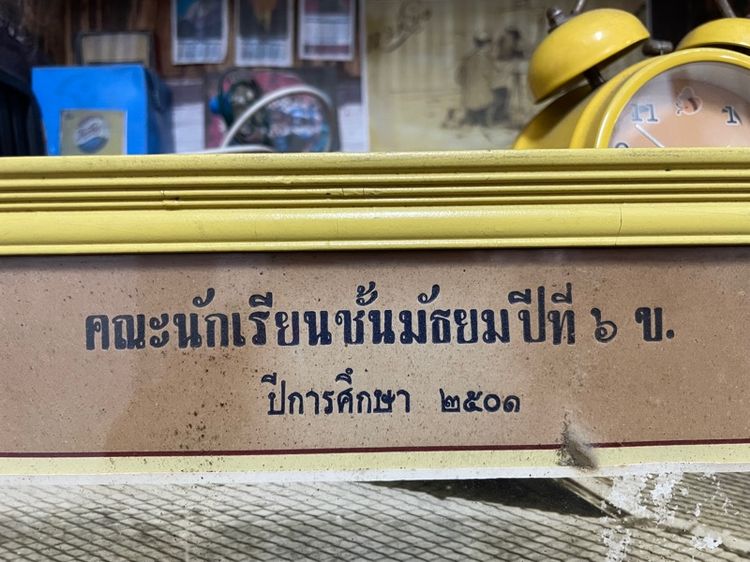 11
คณะนักเรียนชั้นมัธยมปีที่ ๖ ข.
ปีการศึกษา ๒๕๐๑